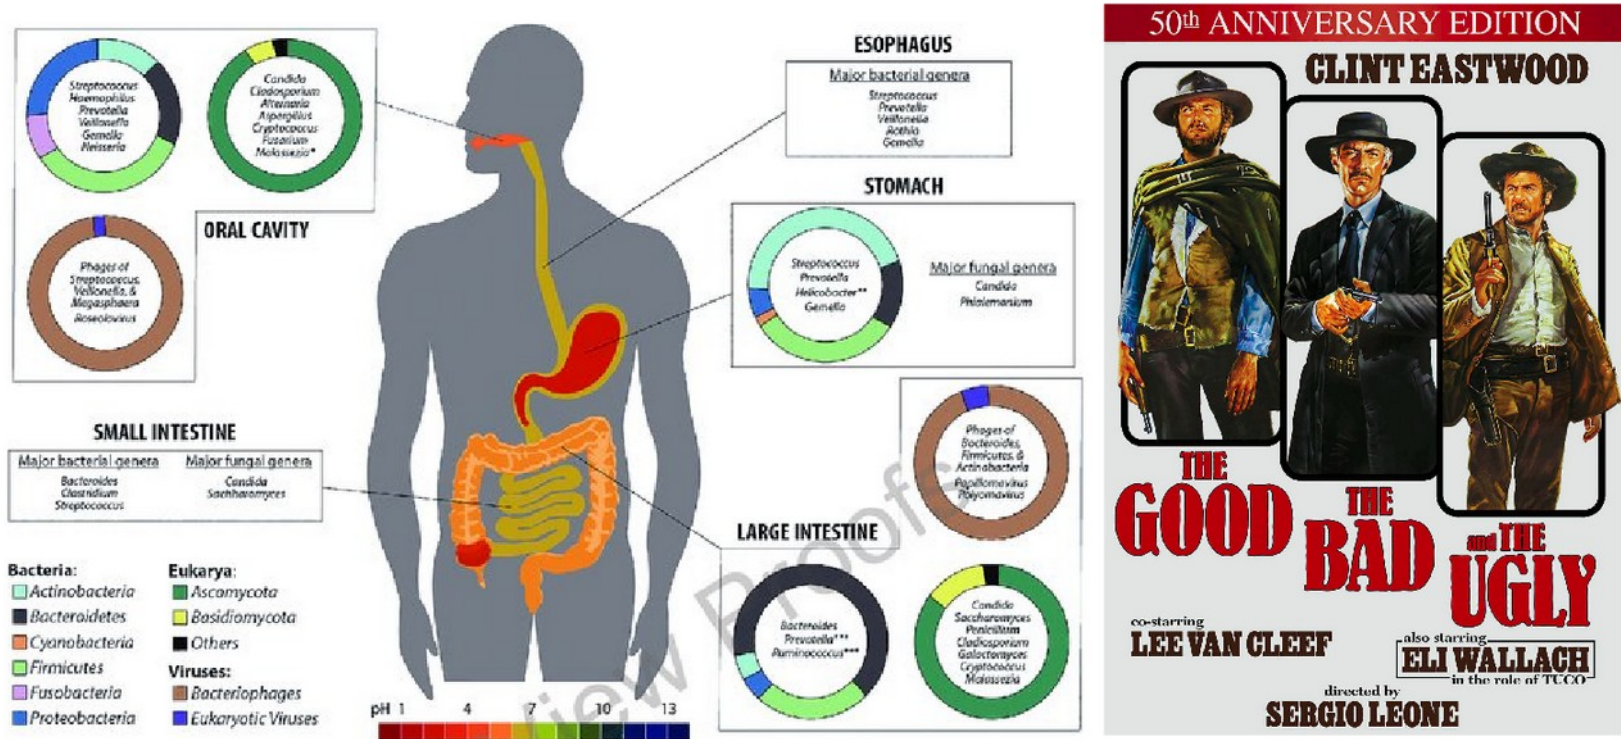 Streptococcus
Haemophilus
Prevotella
Veillonella
Gemella
Neisseria
Candida
Cladosporium
Alternaria
Aspergillus
Cryptococcus
Fusarium
Malassezia*
Phages of
Streptococcus,
Veillonella, &
Megasphaera
Roseolovirus
ORAL CAVITY
ESOPHAGUS
Major bacterial genera
Streptococcus
Prevotella
Veillonella
Rothia
Gemella
STOMACH
Streptococcus
Prevotella
Helicobacter**
Gemella
Major fungal genera
Candida
Phialemonium
SMALL INTESTINE
Major bacterial genera
Bacteroides
Clostridium
Streptococcus
Major fungal genera
Candida
Sachharomyces
Phages of
Bacteroides,
Firmicutes, &
Actinobacteria
Papillomavirus
Polyomavirus
LARGE INTESTINE
Bacteroides
Prevotella***
Ruminococcus***
Candida
Saccharomyces
Penicillium
Cladiosporium
Galactomyces
Cryptococcus
Malassezia
Bacteria:
Actinobacteria
Bacteroidetes
Cyanobacteria
Firmicutes
Fusobacteria
Proteobacteria
Eukarya:
Ascomycota
Basidiomycota
Others
Viruses:
Bacteriophages
Eukaryotic Viruses
pH 1 4 7 10 13
view Proofs
50th ANNIVERSARY EDITION
CLINT EASTWOOD
THE
GOOD
THE
BAD
and THE
UGLY
co-starring
LEE VAN CLEEF
also starring
ELI WALLACH
in the role of TUCO
directed by
SERGIO LEONE